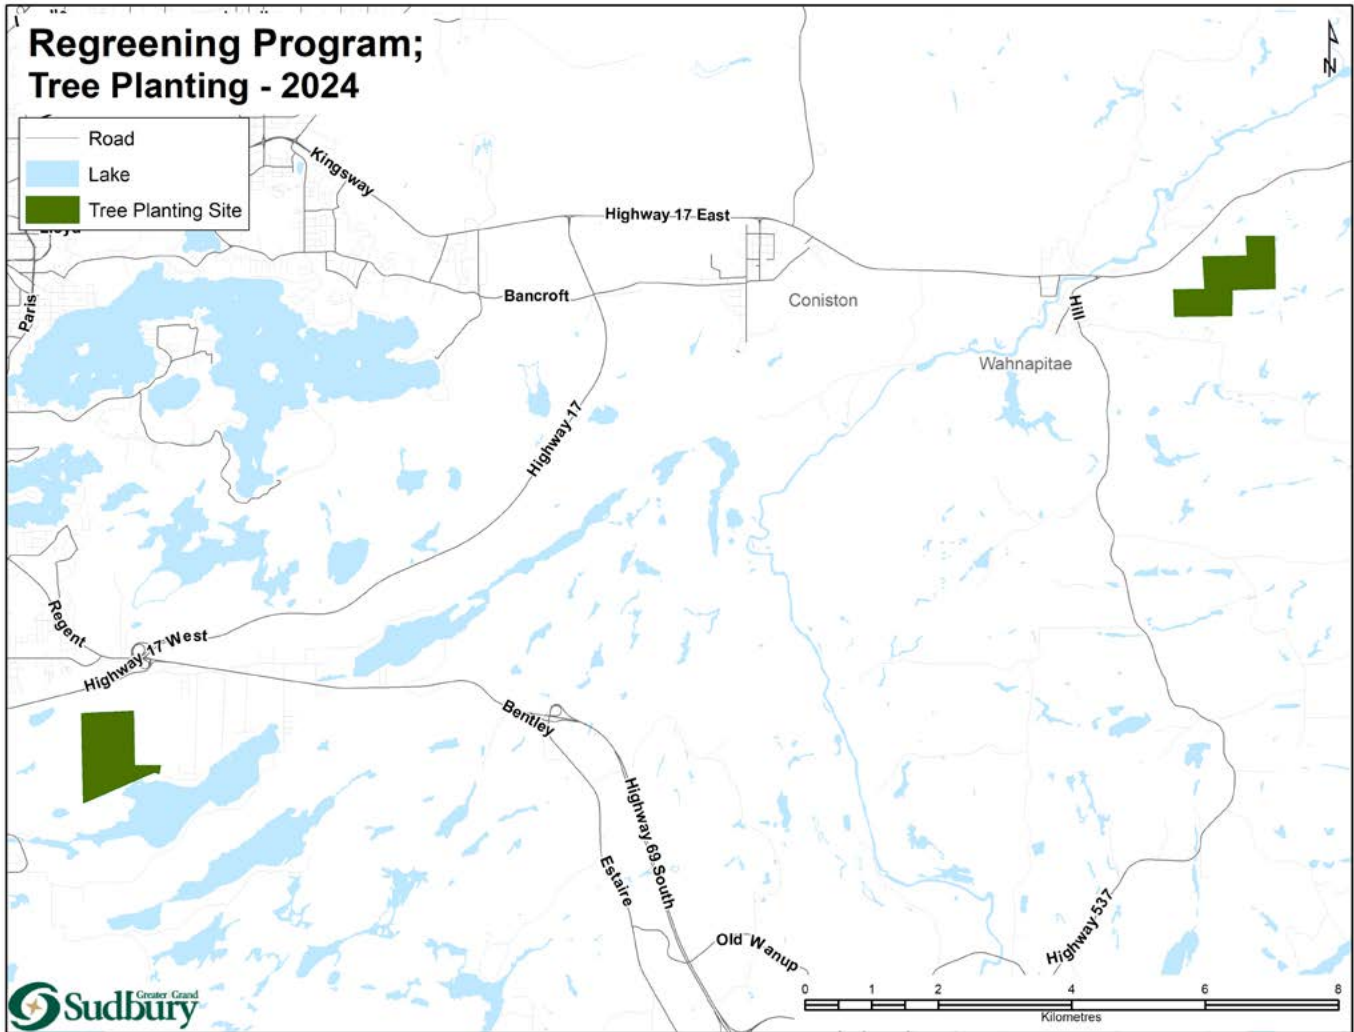 Regreening Program;
Tree Planting - 2024
N
Road
Lake
Tree Planting Site
Kingsway
Highway 17 East
Lloyd
Bancroft
Coniston
Paris
Hill
Wahnapitae
Highway 17
Regent
Highway 17 West
Bentley
Highway 69 South
Estaire
Old Wanup
Highway 537
Greater Grand
Sudbury
0 1 2 4 6 8
Kilometres